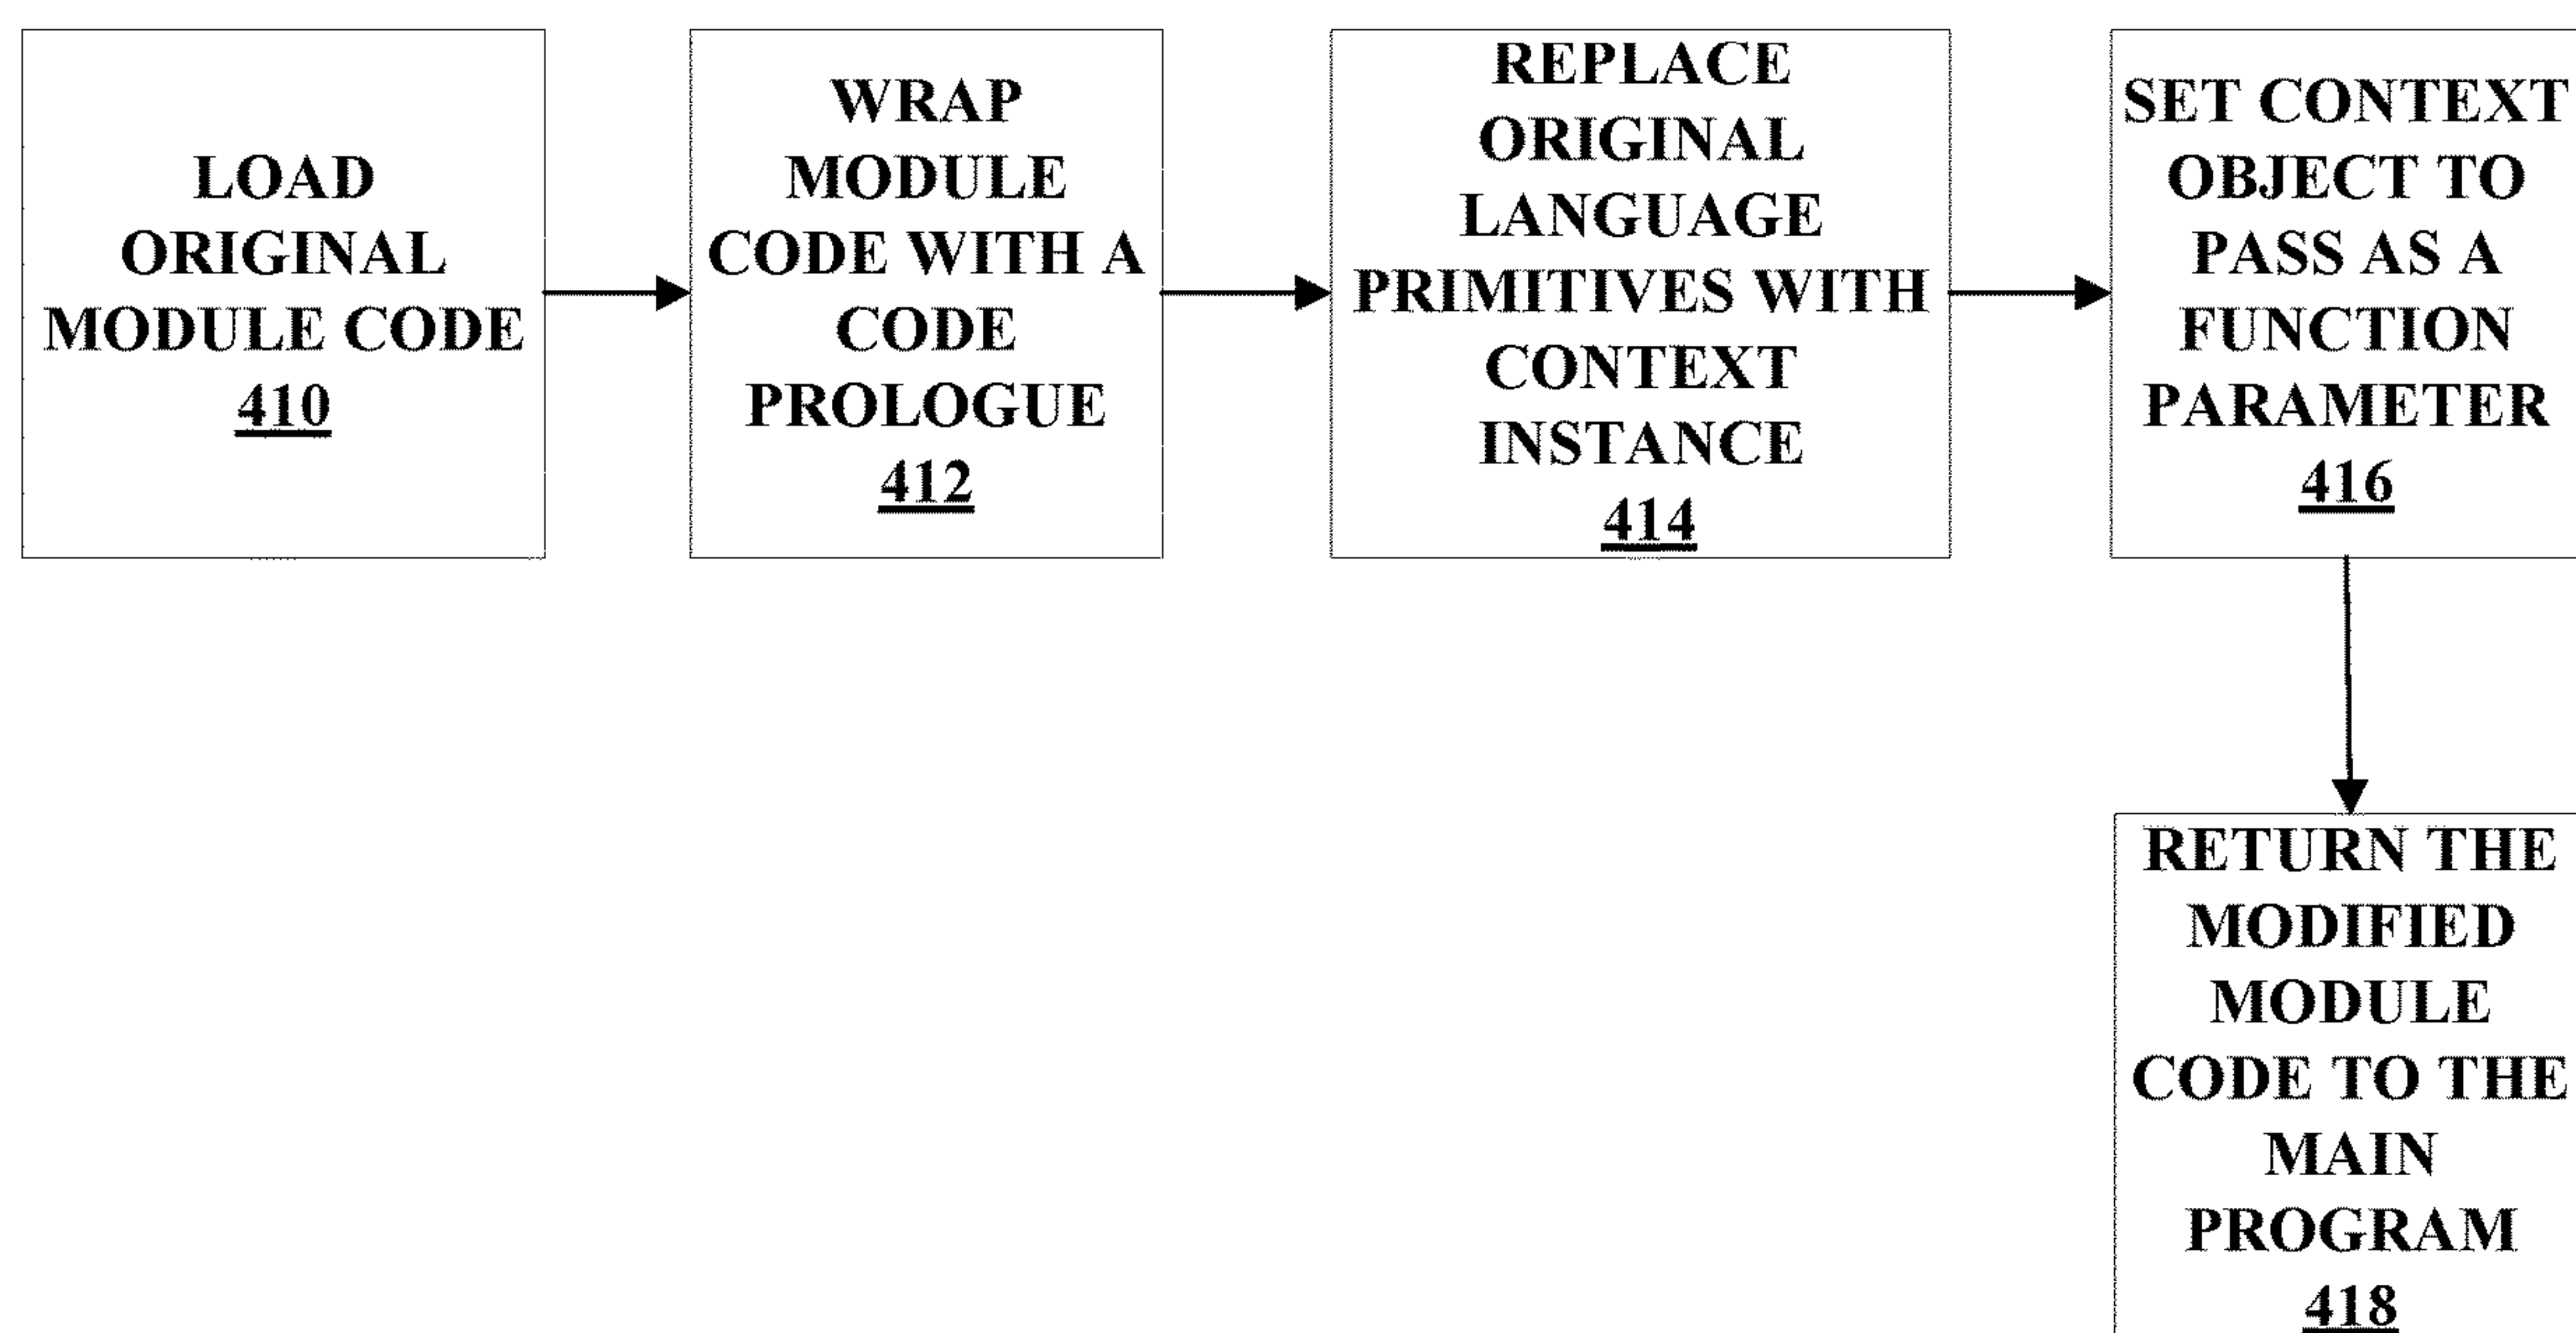 LOAD
ORIGINAL
MODULE CODE
410
WRAP
MODULE
CODE WITH A
CODE
PROLOGUE
412
REPLACE
ORIGINAL
LANGUAGE
PRIMITIVES WITH
CONTEXT
INSTANCE
414
SET CONTEXT
OBJECT TO
PASS AS A
FUNCTION
PARAMETER
416
RETURN THE
MODIFIED
MODULE
CODE TO THE
MAIN
PROGRAM
418